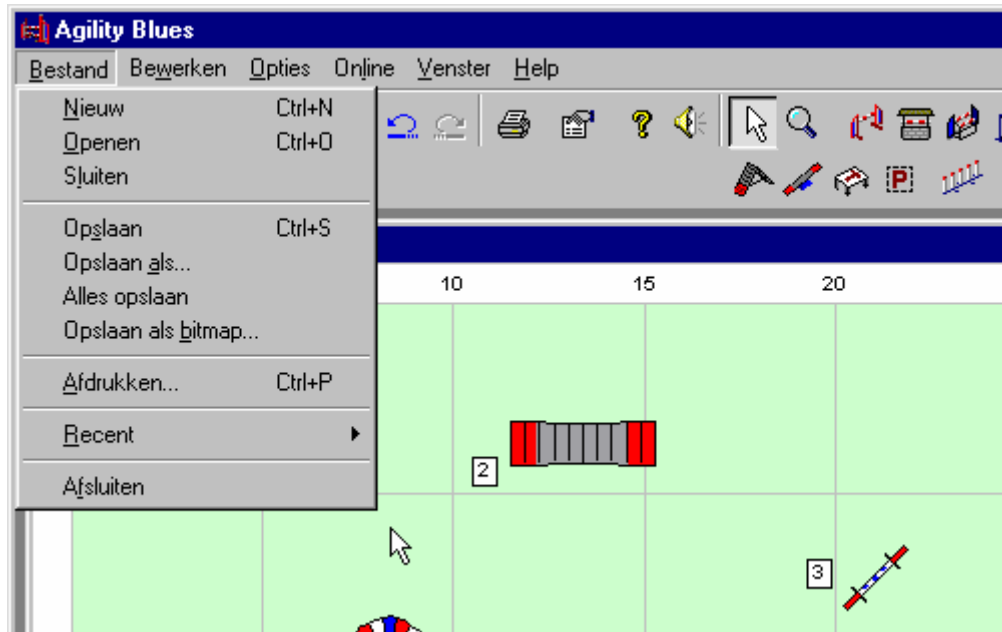 Agility Blues
Bestand Bewerken Opties Online Venster Help
Nieuw Ctrl+N
Openen Ctrl+O
Sluiten
Opslaan Ctrl+S
Opslaan als...
Alles opslaan
Opslaan als bitmap...
Afdrukken... Ctrl+P
Recent
Afsluiten
?
P
10 15 20
2
3